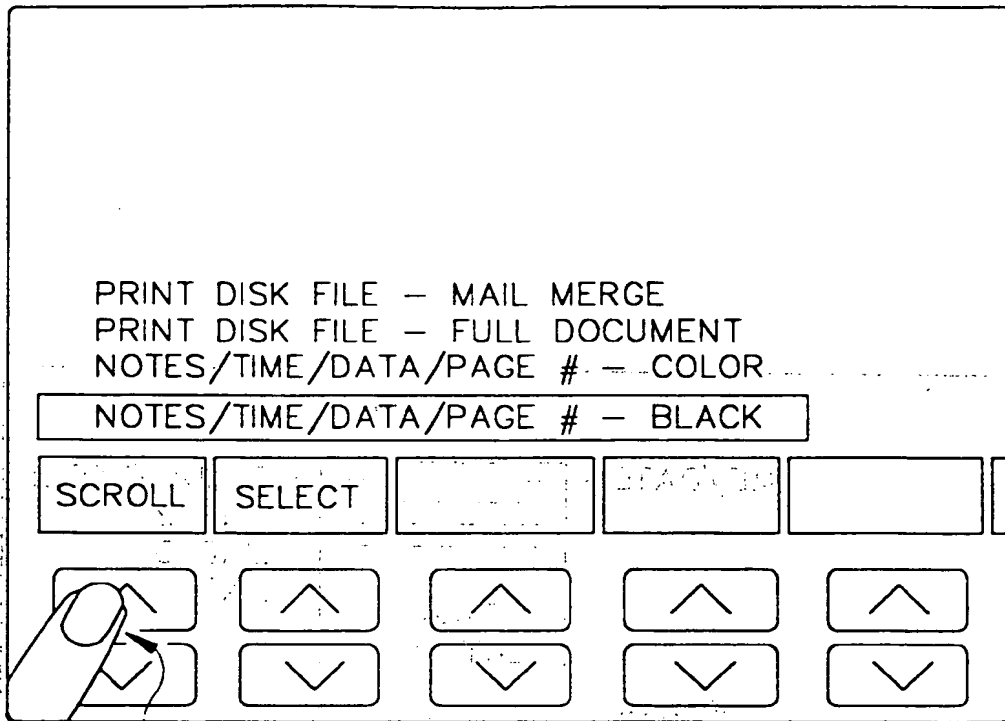 PRINT DISK FILE – MAIL MERGE
PRINT DISK FILE – FULL DOCUMENT
NOTES/TIME/DATA/PAGE # – COLOR
NOTES/TIME/DATA/PAGE # – BLACK
SCROLL SELECT